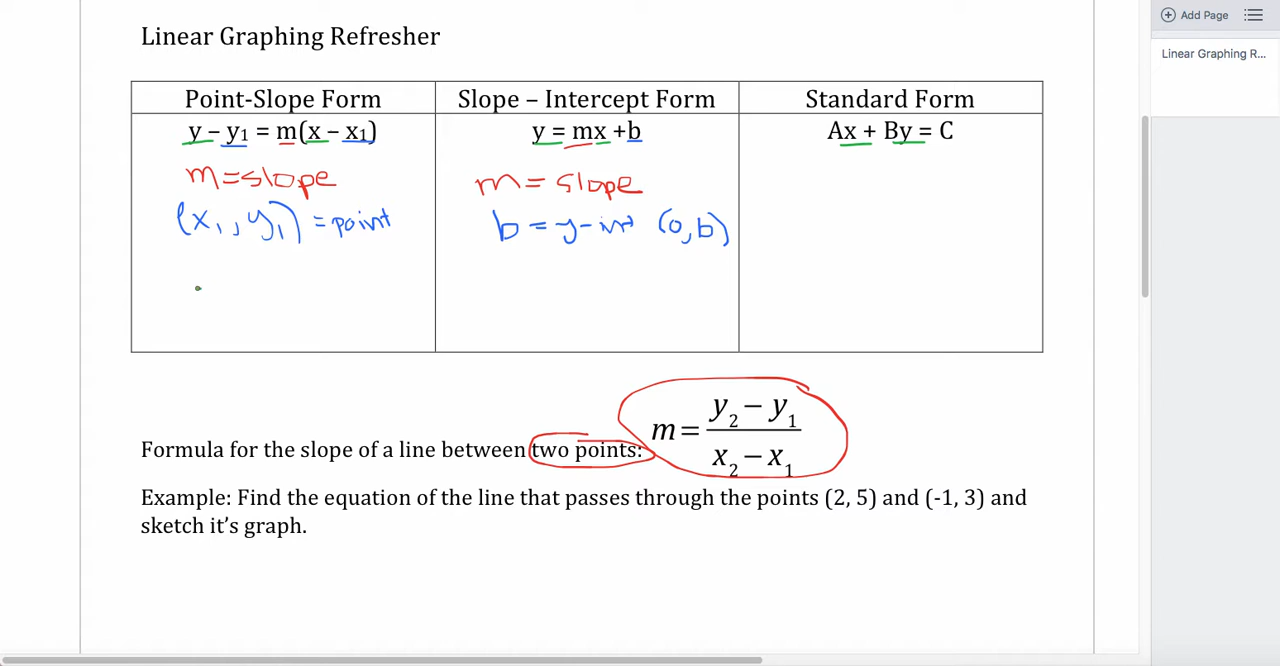 Linear Graphing Refresher
Add Page
Linear Graphing R...
Point-Slope Form
Slope – Intercept Form
Standard Form
y – y₁ = m(x – x₁)
y = mx +b
Ax + By = C
m = slope
m = slope
(x₁, y₁) = point
b = y-int (0,b)
Formula for the slope of a line between two points: m = (y₂ − y₁)/(x₂ − x₁)
Example: Find the equation of the line that passes through the points (2, 5) and (-1, 3) and
sketch it's graph.